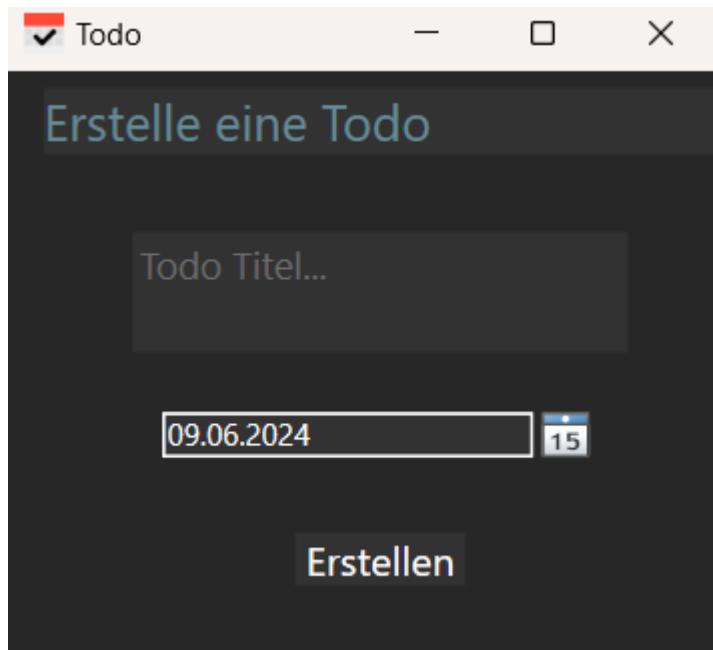 Todo
Erstelle eine Todo
Todo Titel...
09.06.2024
15
Erstellen